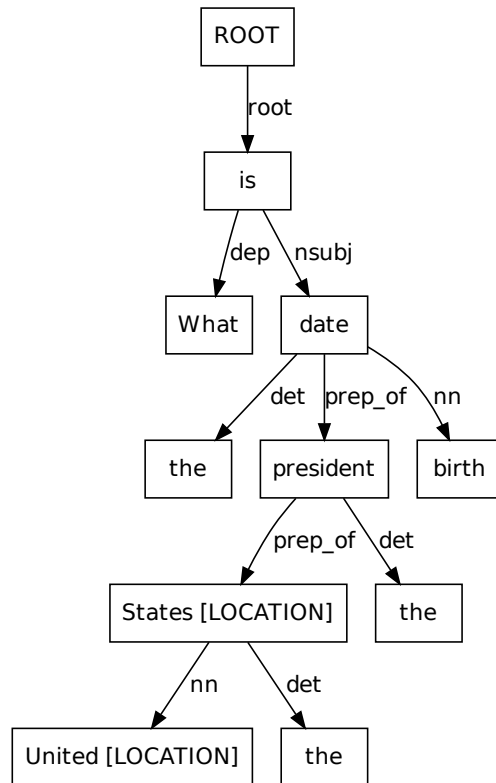 ROOT
root
is
dep nsubj
What date
det prep_of nn
the president birth
prep_of det
States [LOCATION] the
nn det
United [LOCATION] the